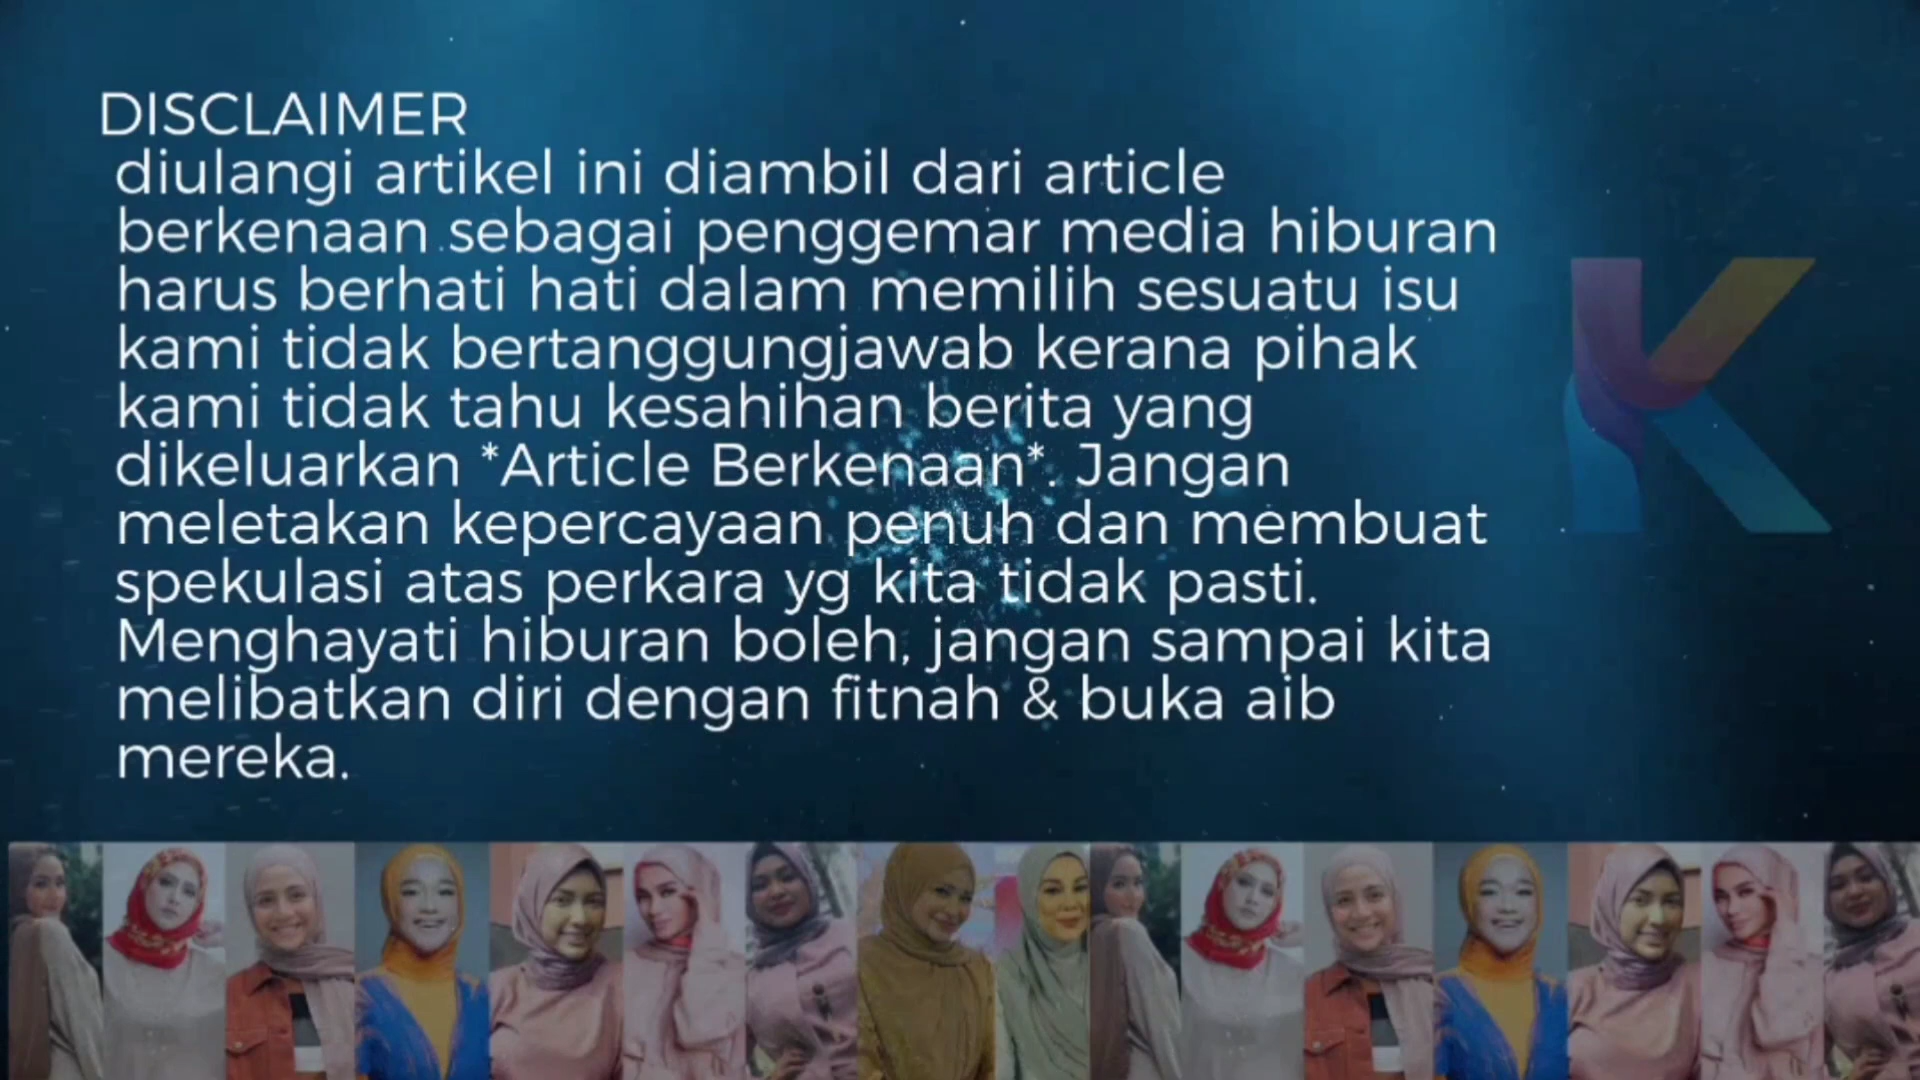 DISCLAIMER
diulangi artikel ini diambil dari article
berkenaan.sebagai penggemar media hiburan
harus berhati hati dalam memilih sesuatu isu
kami tidak bertanggungjawab kerana pihak
kami tidak tahu kesahihan berita yang
dikeluarkan *Article Berkenaan*. Jangan
meletakan kepercayaan penuh dan membuat
spekulasi atas perkara yg kita tidak pasti.
Menghayati hiburan boleh, jangan sampai kita
melibatkan diri dengan fitnah & buka aib
mereka.
K